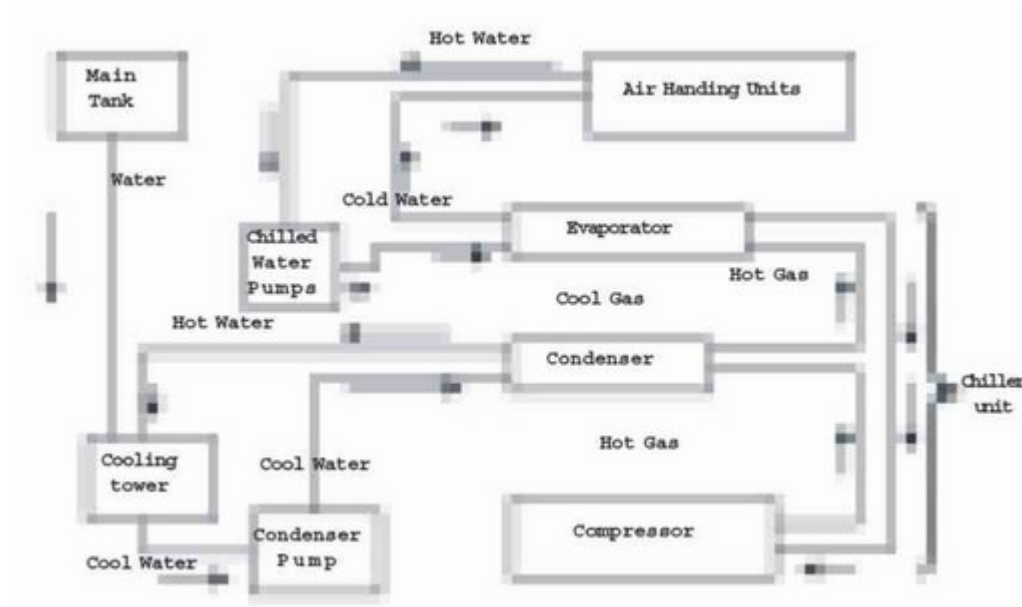 Hot Water
Main
Tank
Air Handing Units
Water
Cold Water
Evaporator
Chilled
Water
Pumps
Hot Gas
Cool Gas
Hot Water
Condenser
Chiller
unit
Hot Gas
Cooling
tower
Cool Water
Condenser
Pump
Compressor
Cool Water